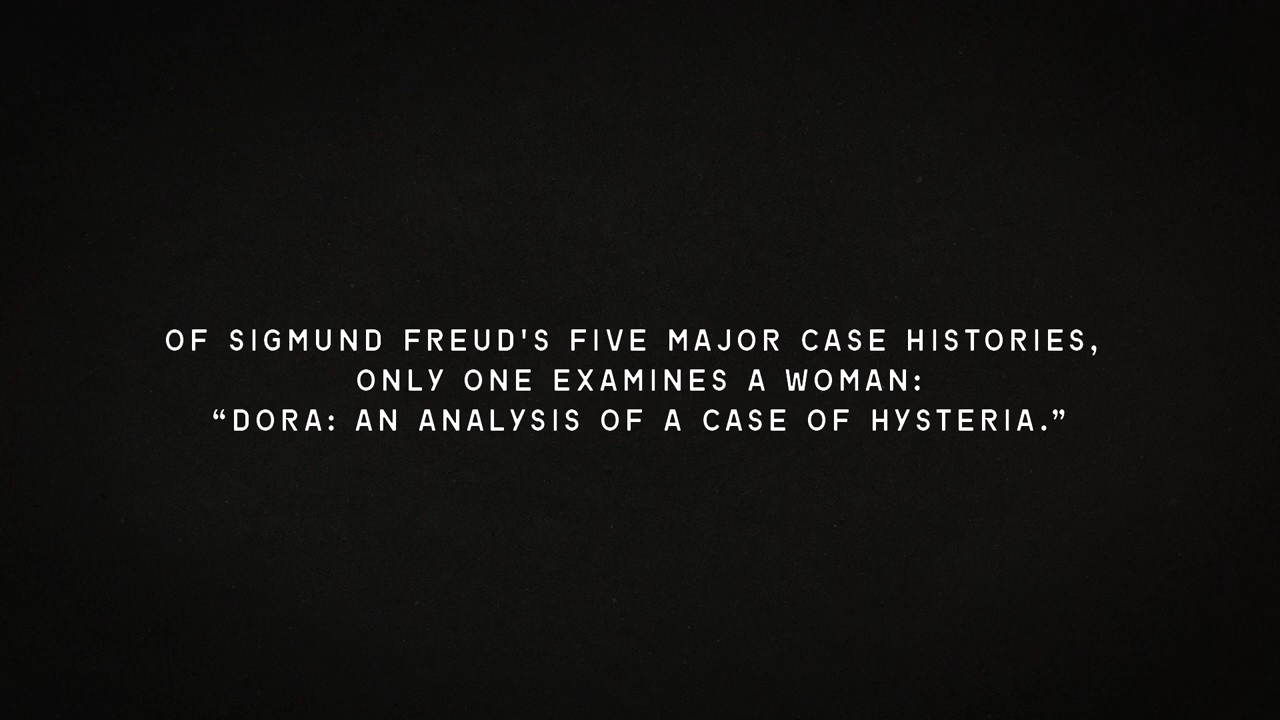 OF SIGMUND FREUD'S FIVE MAJOR CASE HISTORIES,
ONLY ONE EXAMINES A WOMAN:
“DORA: AN ANALYSIS OF A CASE OF HYSTERIA.”